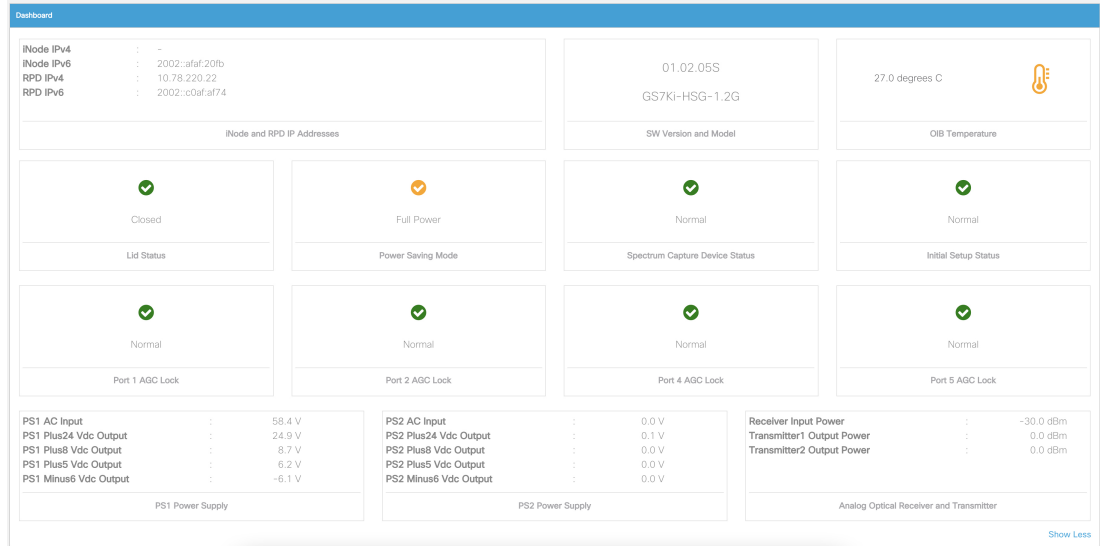 Dashboard
iNode IPv4 : -
iNode IPv6 : 2002::afaf:20fb
RPD IPv4 : 10.78.220.22
RPD IPv6 : 2002::c0af:af74
iNode and RPD IP Addresses
01.02.05S
GS7Ki-HSG-1.2G
SW Version and Model
27.0 degrees C
OIB Temperature
Closed
Lid Status
Full Power
Power Saving Mode
Normal
Spectrum Capture Device Status
Normal
Initial Setup Status
Normal
Port 1 AGC Lock
Normal
Port 2 AGC Lock
Normal
Port 4 AGC Lock
Normal
Port 5 AGC Lock
PS1 AC Input : 58.4 V
PS1 Plus24 Vdc Output : 24.9 V
PS1 Plus8 Vdc Output : 8.7 V
PS1 Plus5 Vdc Output : 6.2 V
PS1 Minus6 Vdc Output : -6.1 V
PS1 Power Supply
PS2 AC Input : 0.0 V
PS2 Plus24 Vdc Output : 0.1 V
PS2 Plus8 Vdc Output : 0.0 V
PS2 Plus5 Vdc Output : 0.0 V
PS2 Minus6 Vdc Output : 0.0 V
PS2 Power Supply
Receiver Input Power : -30.0 dBm
Transmitter1 Output Power : 0.0 dBm
Transmitter2 Output Power : 0.0 dBm
Analog Optical Receiver and Transmitter
Show Less